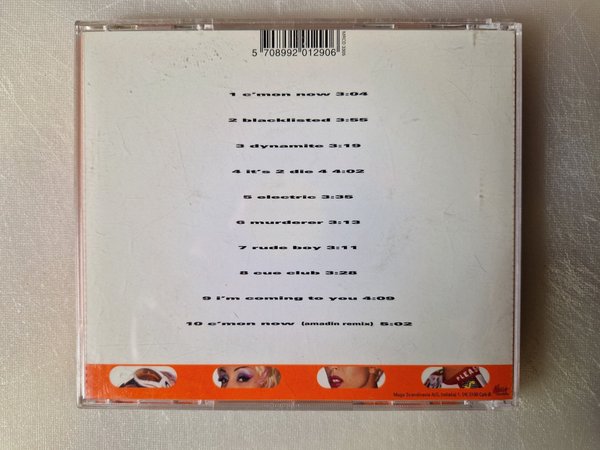 5 708992 012906
1 c'mon now 3:04
2 blacklisted 3:55
3 dynamite 3:19
4 it's 2 die 4 4:02
5 electric 3:35
6 murderer 3:13
7 rude boy 3:11
8 cue club 3:28
9 i'm coming to you 4:09
10 c'mon now (amadin remix) 5:02
Mega Scandinavia A/S,